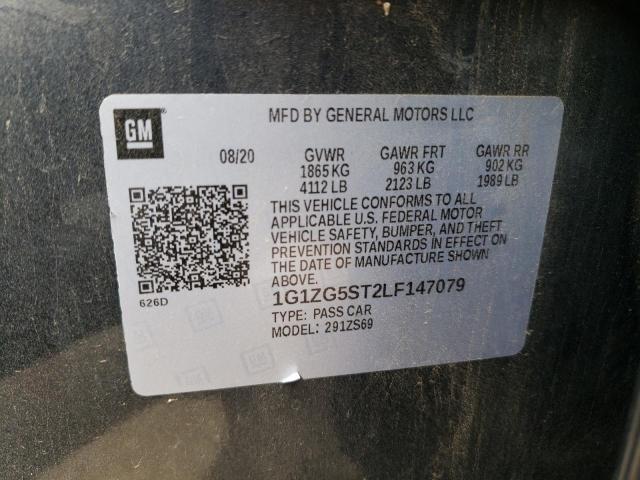 MFD BY GENERAL MOTORS LLC
GM
08/20 GVWR GAWR FRT GAWR RR
1865 KG 963 KG 902 KG
4112 LB 2123 LB 1989 LB
THIS VEHICLE CONFORMS TO ALL
APPLICABLE U.S. FEDERAL MOTOR
VEHICLE SAFETY, BUMPER, AND THEFT
PREVENTION STANDARDS IN EFFECT ON
THE DATE OF MANUFACTURE SHOWN
ABOVE.
626D
1G1ZG5ST2LF147079
TYPE: PASS CAR
MODEL: 291ZS69